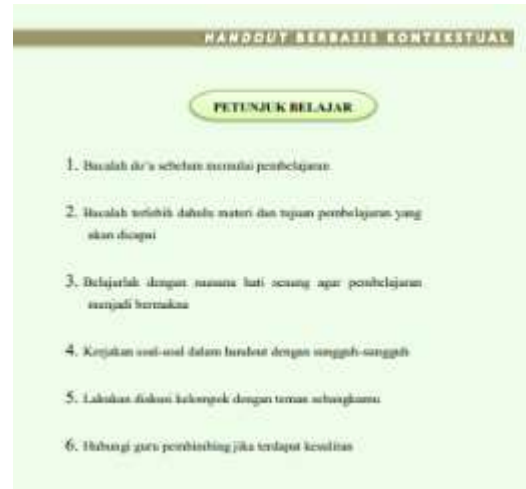 HANDOUT BERBASIS KONTEKSTUAL
PETUNJUK BELAJAR
1. Bacalah do'a sebelum memulai pembelajaran
2. Bacalah terlebih dahulu materi dan tujuan pembelajaran yang
akan dicapai
3. Belajarlah dengan suasana hati senang agar pembelajaran
menjadi bermakna
4. Kerjakan soal-soal dalam handout dengan sungguh-sungguh
5. Lakukan diskusi kelompok dengan teman sebangkumu
6. Hubungi guru pembimbing jika terdapat kesulitan